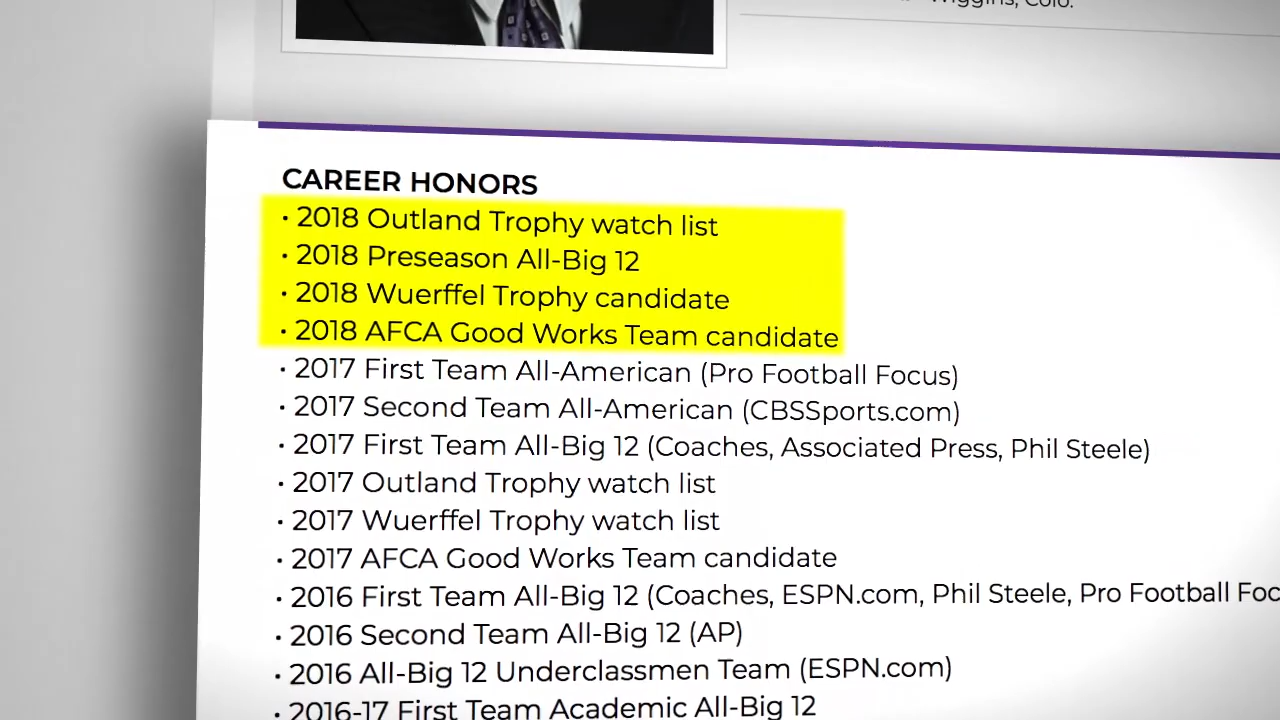 Wiggins, Colo.
CAREER HONORS
· 2018 Outland Trophy watch list
· 2018 Preseason All-Big 12
· 2018 Wuerffel Trophy candidate
· 2018 AFCA Good Works Team candidate
· 2017 First Team All-American (Pro Football Focus)
· 2017 Second Team All-American (CBSSports.com)
· 2017 First Team All-Big 12 (Coaches, Associated Press, Phil Steele)
· 2017 Outland Trophy watch list
· 2017 Wuerffel Trophy watch list
· 2017 AFCA Good Works Team candidate
· 2016 First Team All-Big 12 (Coaches, ESPN.com, Phil Steele, Pro Football Foc
· 2016 Second Team All-Big 12 (AP)
· 2016 All-Big 12 Underclassmen Team (ESPN.com)
· 2016-17 First Team Academic All-Big 12